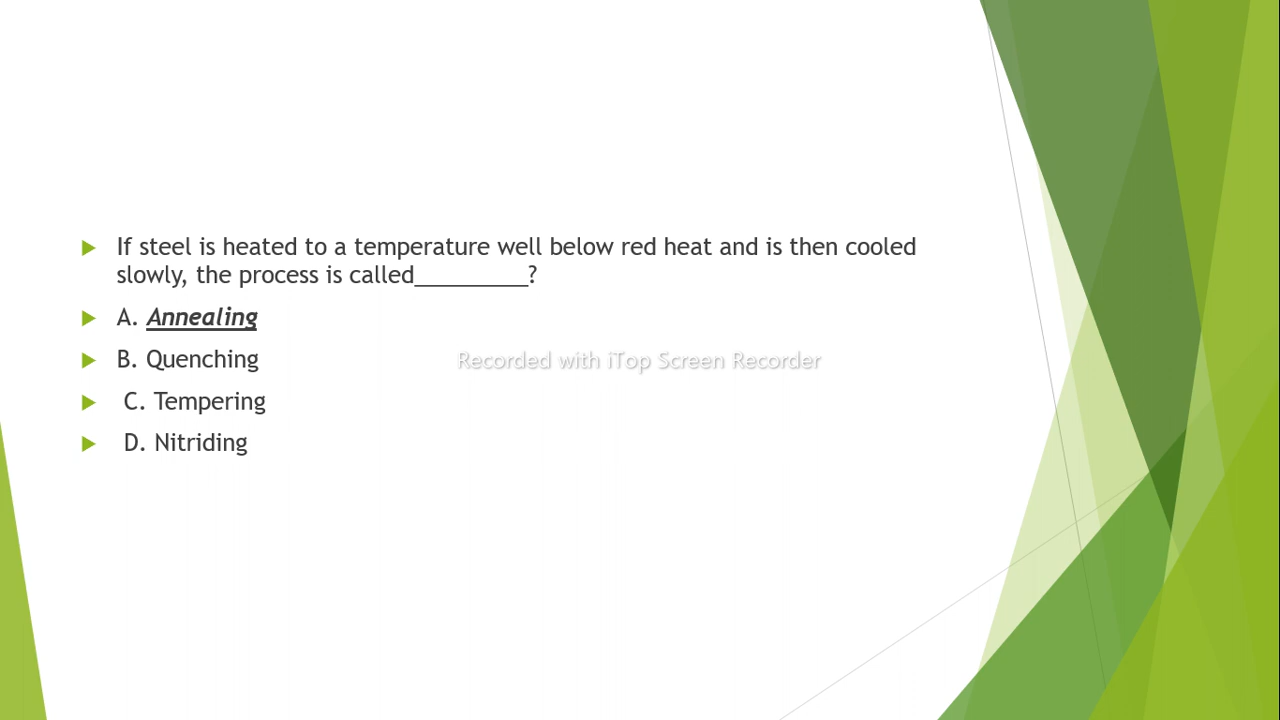 If steel is heated to a temperature well below red heat and is then cooled
slowly, the process is called_________?
A. Annealing
B. Quenching
Recorded with iTop Screen Recorder
C. Tempering
D. Nitriding